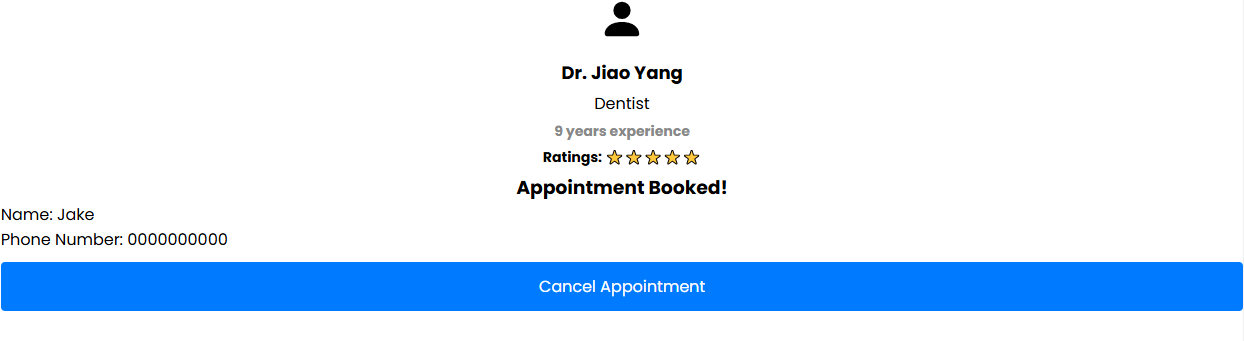 Dr. Jiao Yang
Dentist
9 years experience
Ratings:
Appointment Booked!
Name: Jake
Phone Number: 0000000000
Cancel Appointment